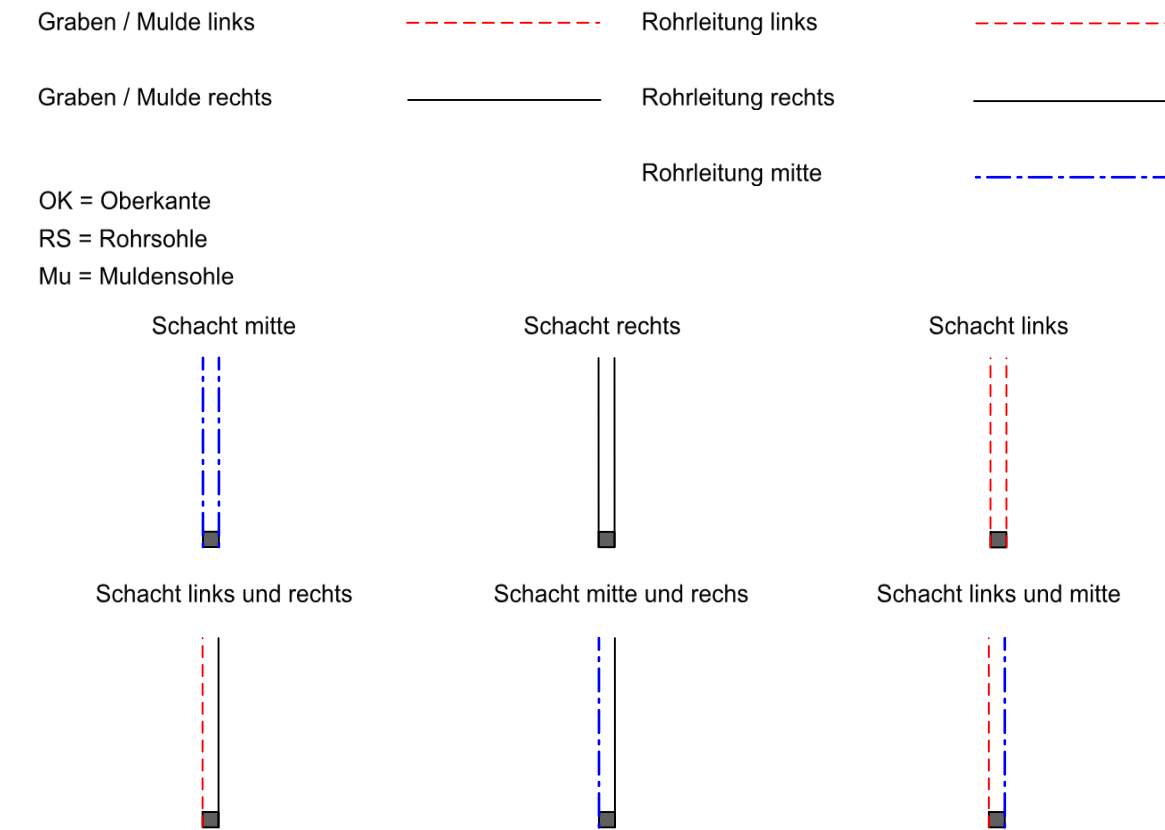 Graben / Mulde links
Rohrleitung links
Graben / Mulde rechts
Rohrleitung rechts
Rohrleitung mitte
OK = Oberkante
RS = Rohrsohle
Mu = Muldensohle
Schacht mitte
Schacht rechts
Schacht links
Schacht links und rechts
Schacht mitte und rechs
Schacht links und mitte